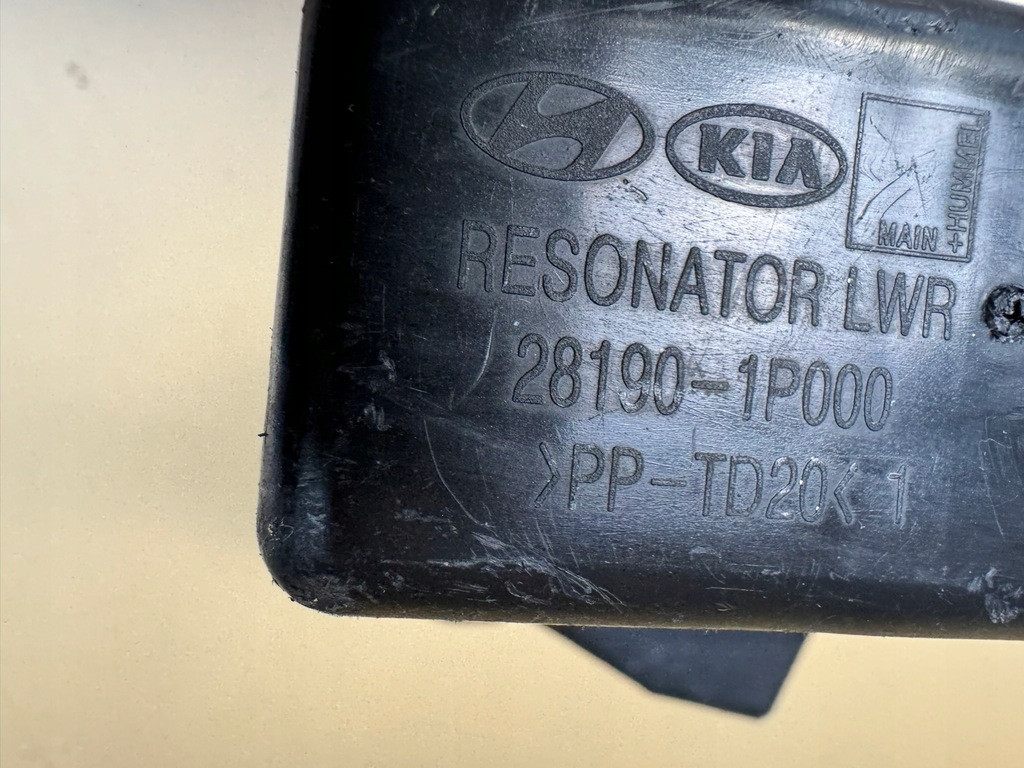 KIA
MAIN
+HUMMEL
RESONATOR LWR
28190-1P000
>PP-TD20< 1